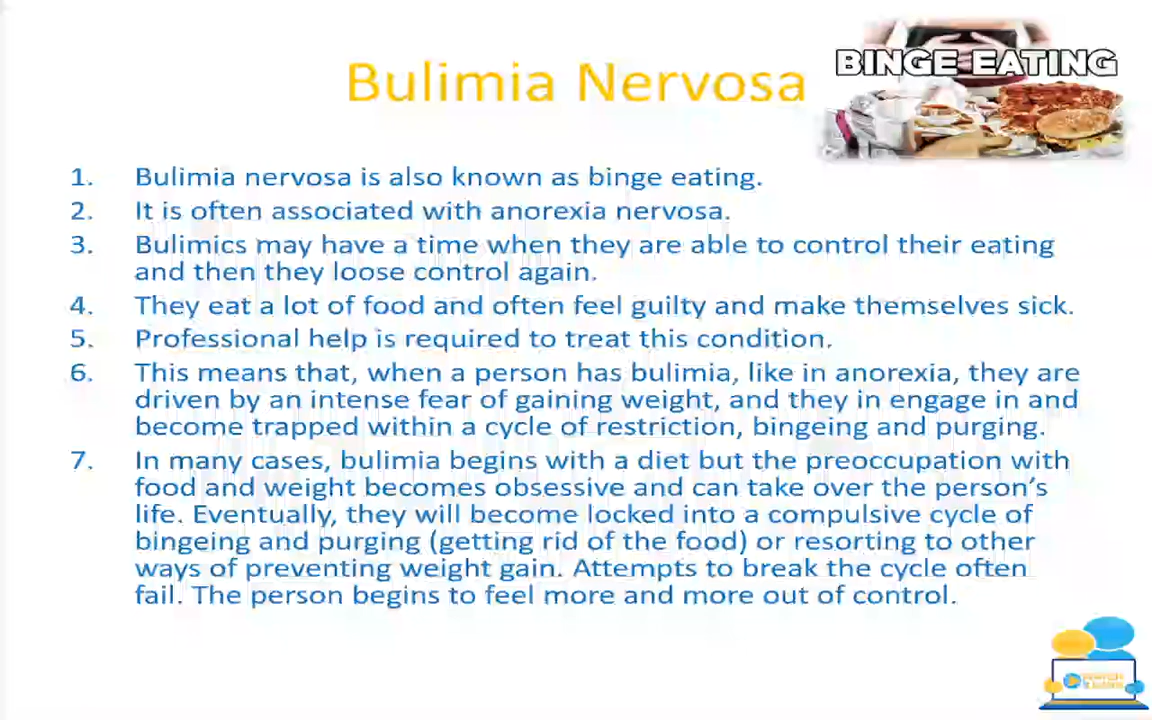 Bulimia Nervosa
BINGE EATING
1. Bulimia nervosa is also known as binge eating.
2. It is often associated with anorexia nervosa.
3. Bulimics may have a time when they are able to control their eating
and then they loose control again.
4. They eat a lot of food and often feel guilty and make themselves sick.
5. Professional help is required to treat this condition.
6. This means that, when a person has bulimia, like in anorexia, they are
driven by an intense fear of gaining weight, and they in engage in and
become trapped within a cycle of restriction, bingeing and purging.
7. In many cases, bulimia begins with a diet but the preoccupation with
food and weight becomes obsessive and can take over the person's
life. Eventually, they will become locked into a compulsive cycle of
bingeing and purging (getting rid of the food) or resorting to other
ways of preventing weight gain. Attempts to break the cycle often
fail. The person begins to feel more and more out of control.